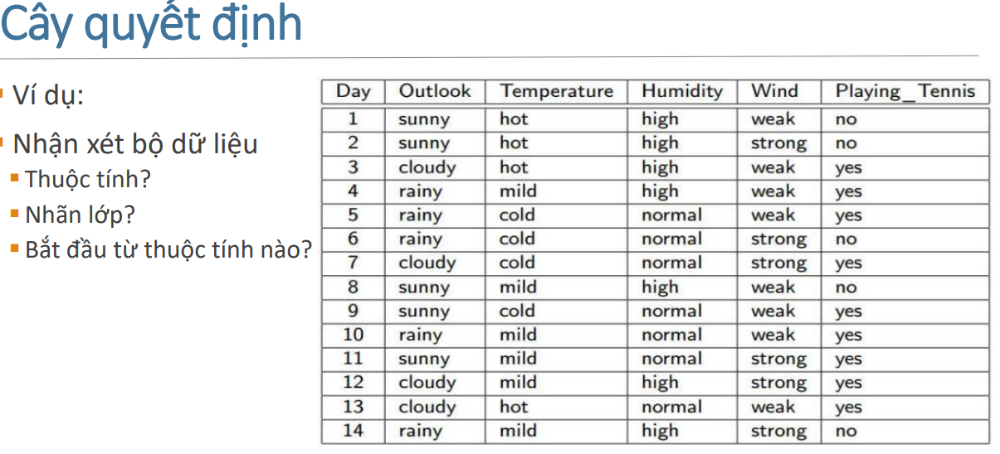 Cây quyết định
Ví dụ:
Nhận xét bộ dữ liệu
Thuộc tính?
Nhãn lớp?
Bắt đầu từ thuộc tính nào?
Day Outlook Temperature Humidity Wind Playing_Tennis
1 sunny hot high weak no
2 sunny hot high strong no
3 cloudy hot high weak yes
4 rainy mild high weak yes
5 rainy cold normal weak yes
6 rainy cold normal strong no
7 cloudy cold normal strong yes
8 sunny mild high weak no
9 sunny cold normal weak yes
10 rainy mild normal weak yes
11 sunny mild normal strong yes
12 cloudy mild high strong yes
13 cloudy hot normal weak yes
14 rainy mild high strong no